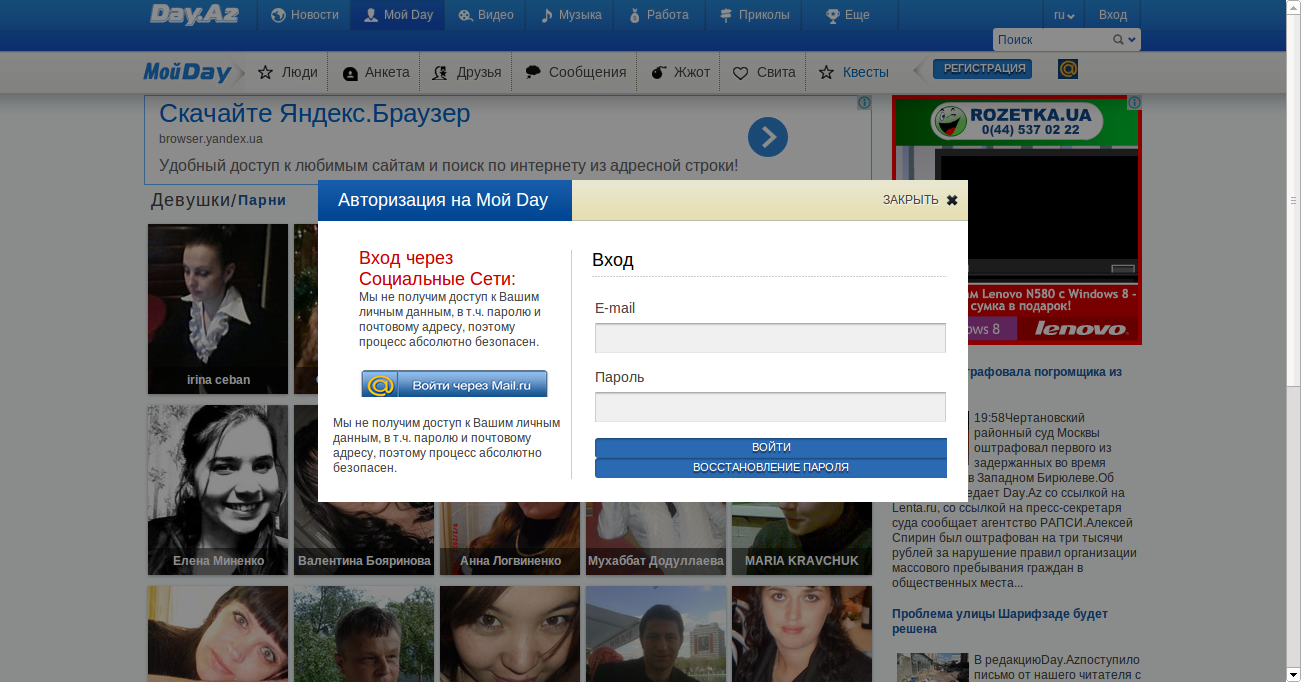 Day.Az
Новости
Мой Day
Видео
Музыка
Работа
Приколы
Еще
ru
Вход
Поиск
МойDay
Люди
Анкета
Друзья
Сообщения
Жжот
Свита
Квесты
РЕГИСТРАЦИЯ
Скачайте Яндекс.Браузер
browser.yandex.ua
Удобный доступ к любимым сайтам и поиск по интернету из адресной строки!
ROZETKA.UA
0(44) 537 02 22
Девушки/Парни
Авторизация на Мой Day
ЗАКРЫТЬ
Вход через
Социальные Сети:
Мы не получим доступ к Вашим
личным данным, в т.ч. паролю и
почтовому адресу, поэтому
процесс абсолютно безопасен.
Войти через Mail.ru
Мы не получим доступ к Вашим личным
данным, в т.ч. паролю и почтовому
адресу, поэтому процесс абсолютно
безопасен.
Вход
E-mail
Пароль
ВОЙТИ
ВОССТАНОВЛЕНИЕ ПАРОЛЯ
Lenovo N580 с Windows 8 -
сумка в подарок!
8
lenovo
irina ceban
Елена Миненко
Валентина Бояринова
Анна Логвиненко
Мухаббат Додуллаева
MARIA KRAVCHUK
погромщика из
19:58Чертановский
районный суд Москвы
оштрафовал первого из
задержанных во время
в Западном Бирюлеве.Об
Day.Az со ссылкой на
Lenta.ru, со ссылкой на пресс-секретаря
суда сообщает агентство РАПСИ.Алексей
Спирин был оштрафован на три тысячи
рублей за нарушение правил организации
массового пребывания граждан в
общественных места...
Проблема улицы Шарифзаде будет
решена
В редакциюDay.Azпоступило
письмо от нашего читателя с